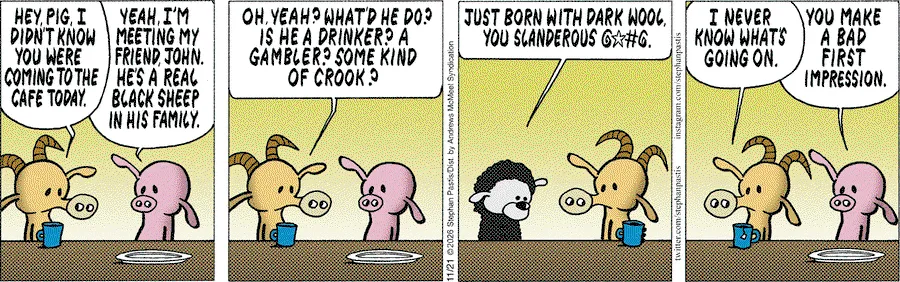 HEY, PIG, I
DIDN'T KNOW
YOU WERE
COMING TO THE
CAFE TODAY.
YEAH, I'M
MEETING MY
FRIEND, JOHN.
HE'S A REAL
BLACK SHEEP
IN HIS FAMILY.
OH, YEAH? WHAT'D HE DO?
IS HE A DRINKER? A
GAMBLER? SOME KIND
OF CROOK?
11/21 ©2026 Stephan Pastis/Dist. by Andrews McMeel Syndication
JUST BORN WITH DARK WOOL,
YOU SLANDEROUS @☆#@.
twitter.com/stephanpastis instagram.com/stephanpastis
I NEVER
KNOW WHAT'S
GOING ON.
YOU MAKE
A BAD
FIRST
IMPRESSION.